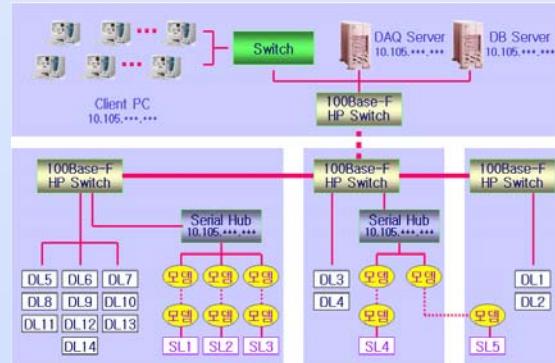 Switch
DAQ Server
10.105.***.***
DB Server
10.105.***.***
Client PC
10.105.***.***
100Base-F
HP Switch
100Base-F
HP Switch
100Base-F
HP Switch
100Base-F
HP Switch
Serial Hub
10.105.***.***
Serial Hub
10.105.***.***
DL5 DL6 DL7
DL8 DL9 DL10
DL11 DL12 DL13
DL14
모뎀 모뎀 모뎀
모뎀 모뎀 모뎀
SL1 SL2 SL3
DL3
DL4
모뎀 모뎀
모뎀
SL4
DL1
DL2
모뎀
SL5